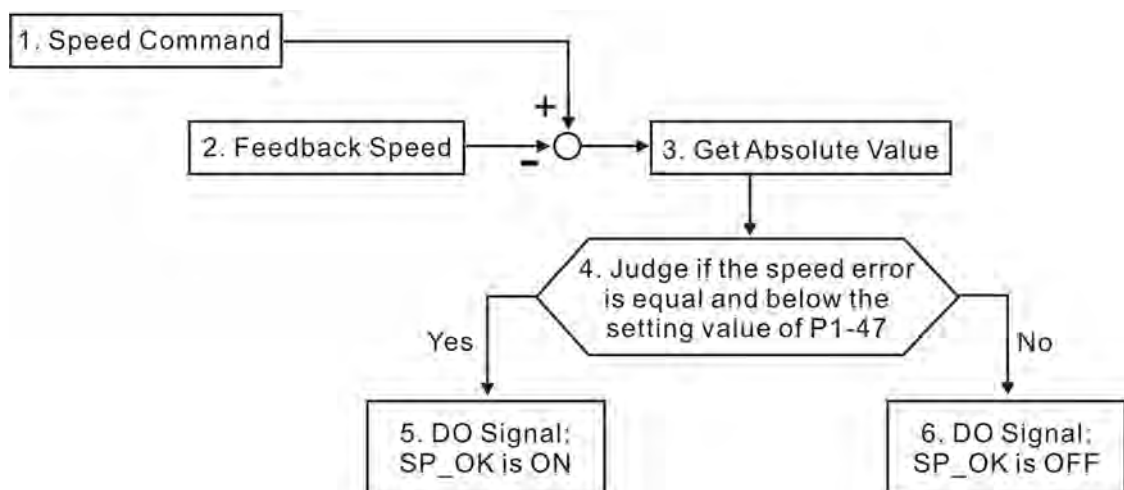 1. Speed Command
+
2. Feedback Speed
-
3. Get Absolute Value
4. Judge if the speed error
is equal and below the
setting value of P1-47
Yes
No
5. DO Signal:
SP_OK is ON
6. DO Signal:
SP_OK is OFF